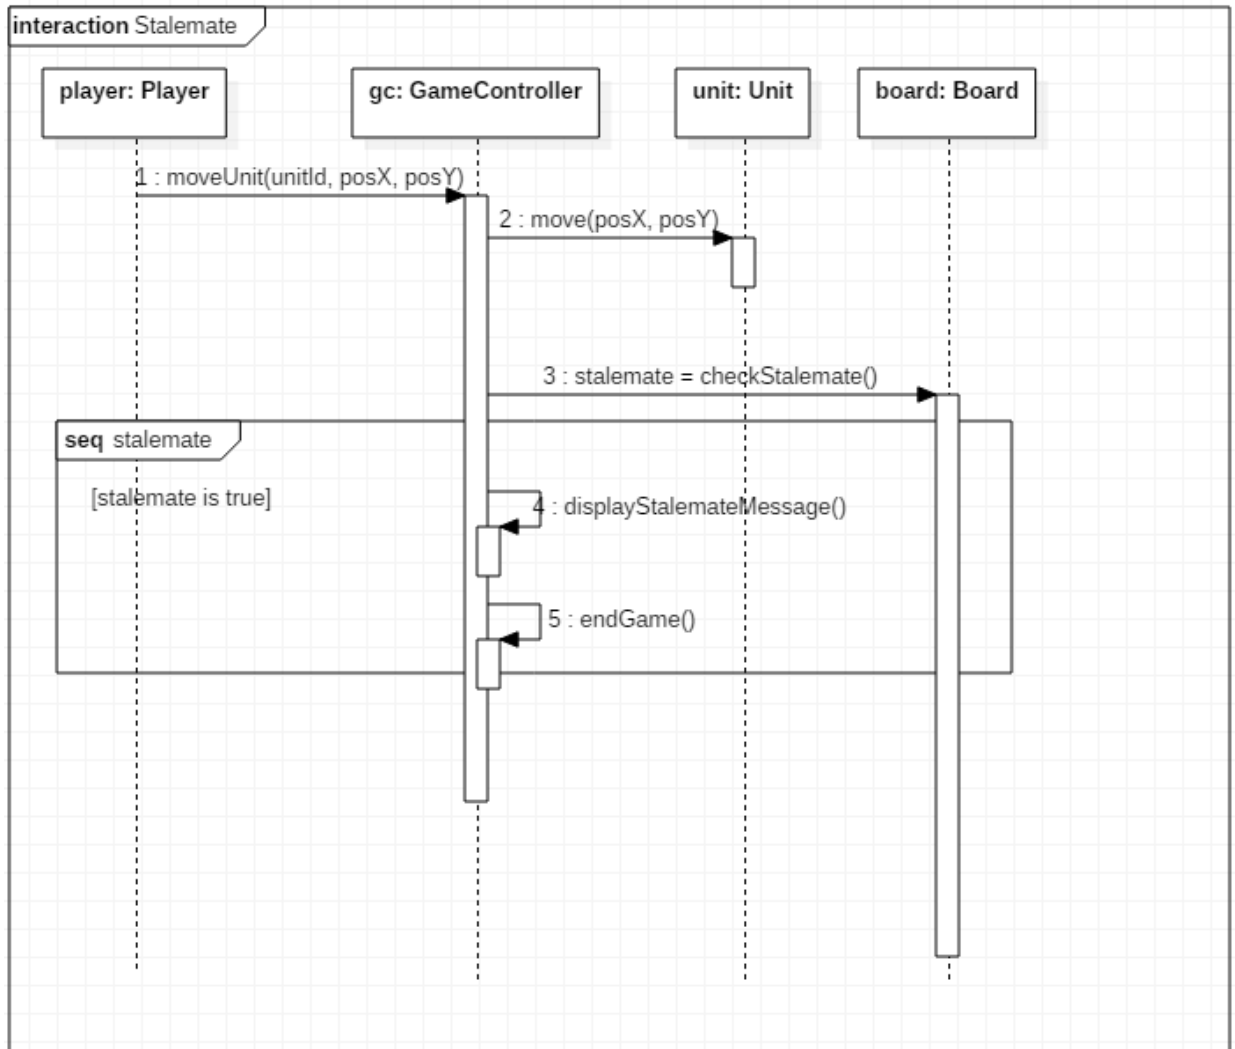 interaction Stalemate
player: Player
gc: GameController
unit: Unit
board: Board
1 : moveUnit(unitId, posX, posY)
2 : move(posX, posY)
3 : stalemate = checkStalemate()
seq stalemate
[stalemate is true]
4 : displayStalemateMessage()
5 : endGame()